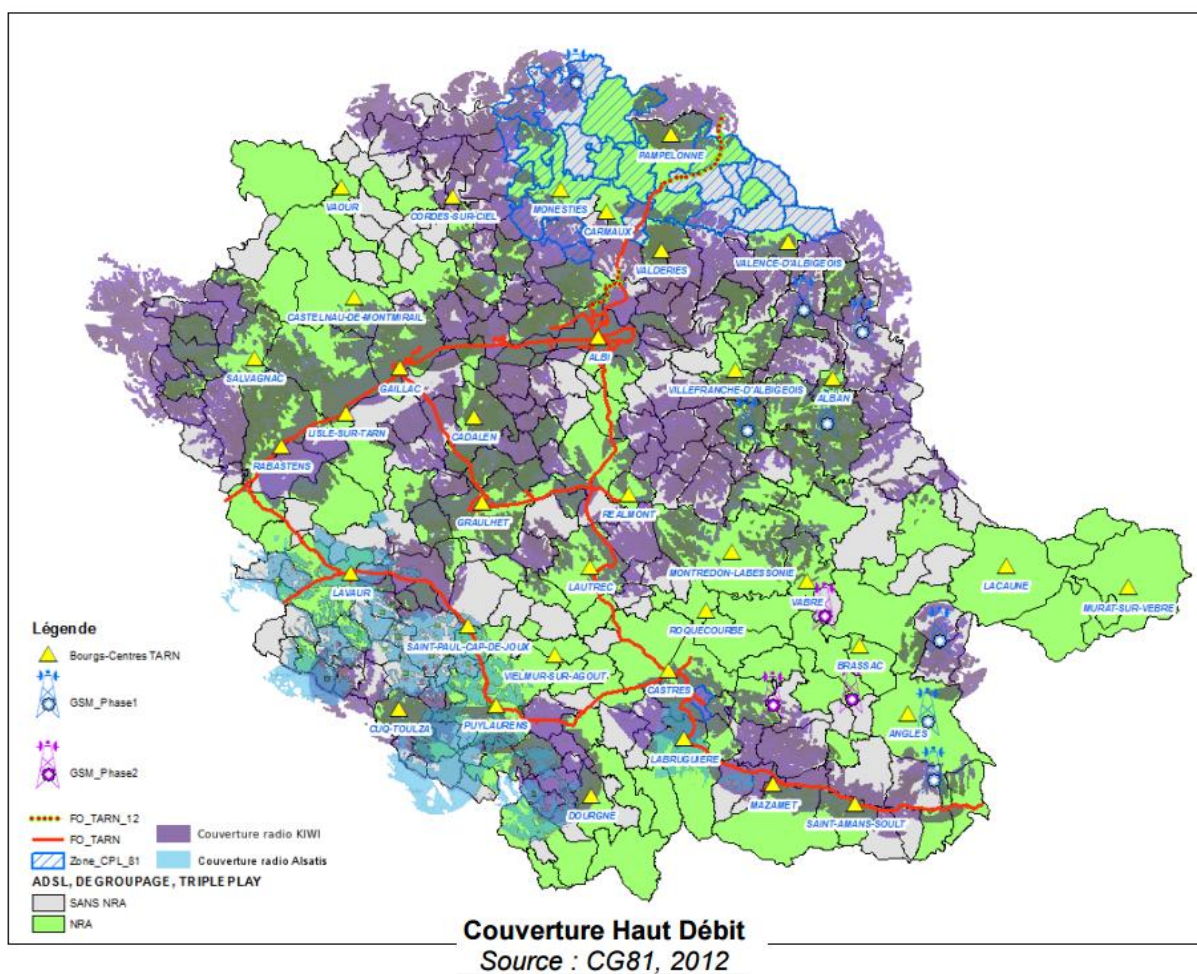 PAMPELONNE
VAOUR
CORDES-SUR-CIEL
MONESTIES
CARMAUX
VALDERIES
VALENCE-D'ALBIGEOIS
CASTELNAU-DE-MONTMIRAIL
ALBI
SALVAGNAC
GAILLAC
VILLEFRANCHE-D'ALBIGEOIS
ALBAN
LISLE-SUR-TARN
CADALEN
RABASTENS
GRAULHET
REALMONT
LAVAUR
LAUTREC
MONTREDON-LABESSONIE
VABRE
LACAUNE
MURAT-SUR-VEBRE
ROQUECOURBE
SAINT-PAUL-CAP-DE-JOUX
VIELMUR-SUR-AGOUT
BRASSAC
CASTRES
CUQ-TOULZA
PUYLAURENS
ANGLES
LABRUGUIERE
MAZAMET
DOURGNE
SAINT-AMANS-SOULT
Légende
Bourgs-Centres TARN
GSM_Phase1
GSM_Phase2
FO_TARN_12
FO_TARN
Zone_CPL_81
Couverture radio KIWI
Couverture radio Alsatis
ADSL, DEGROUPAGE, TRIPLE PLAY
SANS NRA
NRA
Couverture Haut Débit
Source : CG81, 2012